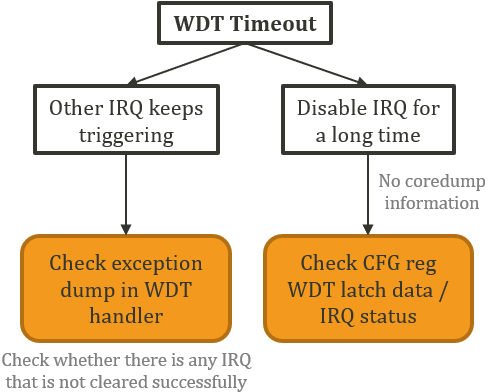 WDT Timeout
Other IRQ keeps
triggering
Disable IRQ for
a long time
No coredump
information
Check exception
dump in WDT
handler
Check CFG reg
WDT latch data /
IRQ status
Check whether there is any IRQ
that is not cleared successfully